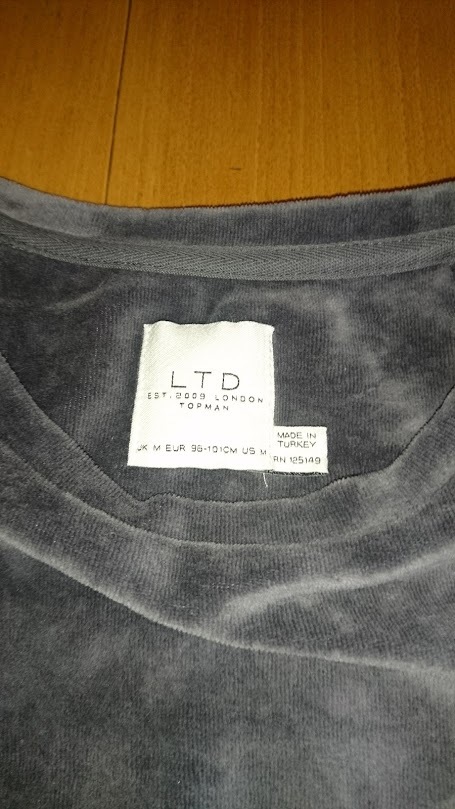 LTD
EST. 2009 LONDON
TOPMAN
UK M EUR 96-101CM US M
MADE IN
TURKEY
RN 125149